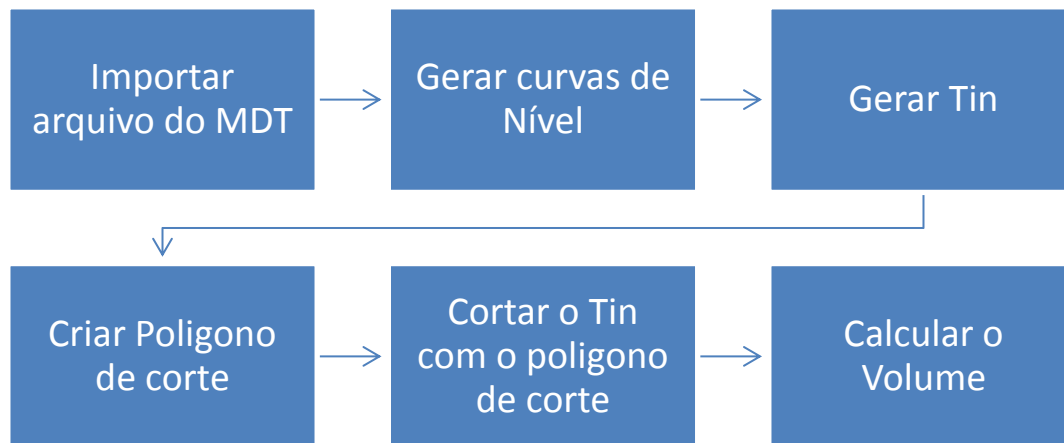 Importar
arquivo do MDT
Gerar curvas de
Nível
Gerar Tin
Criar Poligono
de corte
Cortar o Tin
com o poligono
de corte
Calcular o
Volume